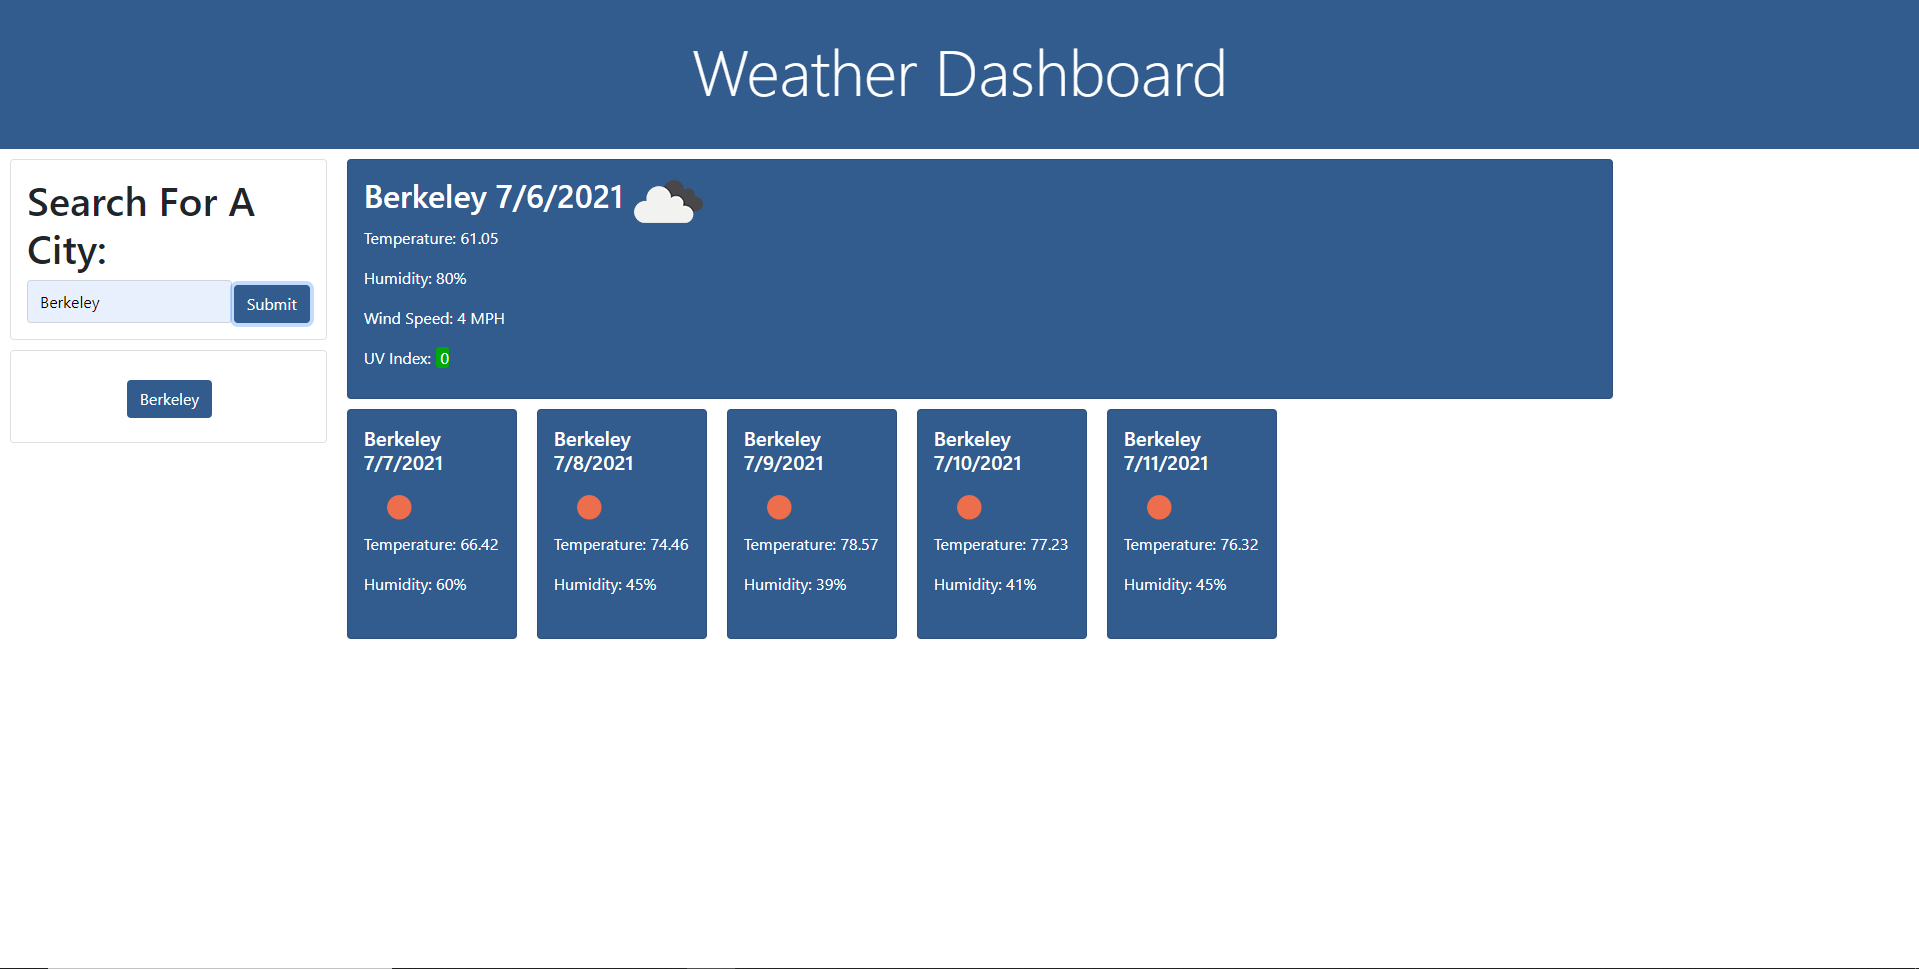 Weather Dashboard
Search For A
City:
Berkeley
Submit
Berkeley
Berkeley 7/6/2021
Temperature: 61.05
Humidity: 80%
Wind Speed: 4 MPH
UV Index: 0
Berkeley
7/7/2021
Temperature: 66.42
Humidity: 60%
Berkeley
7/8/2021
Temperature: 74.46
Humidity: 45%
Berkeley
7/9/2021
Temperature: 78.57
Humidity: 39%
Berkeley
7/10/2021
Temperature: 77.23
Humidity: 41%
Berkeley
7/11/2021
Temperature: 76.32
Humidity: 45%